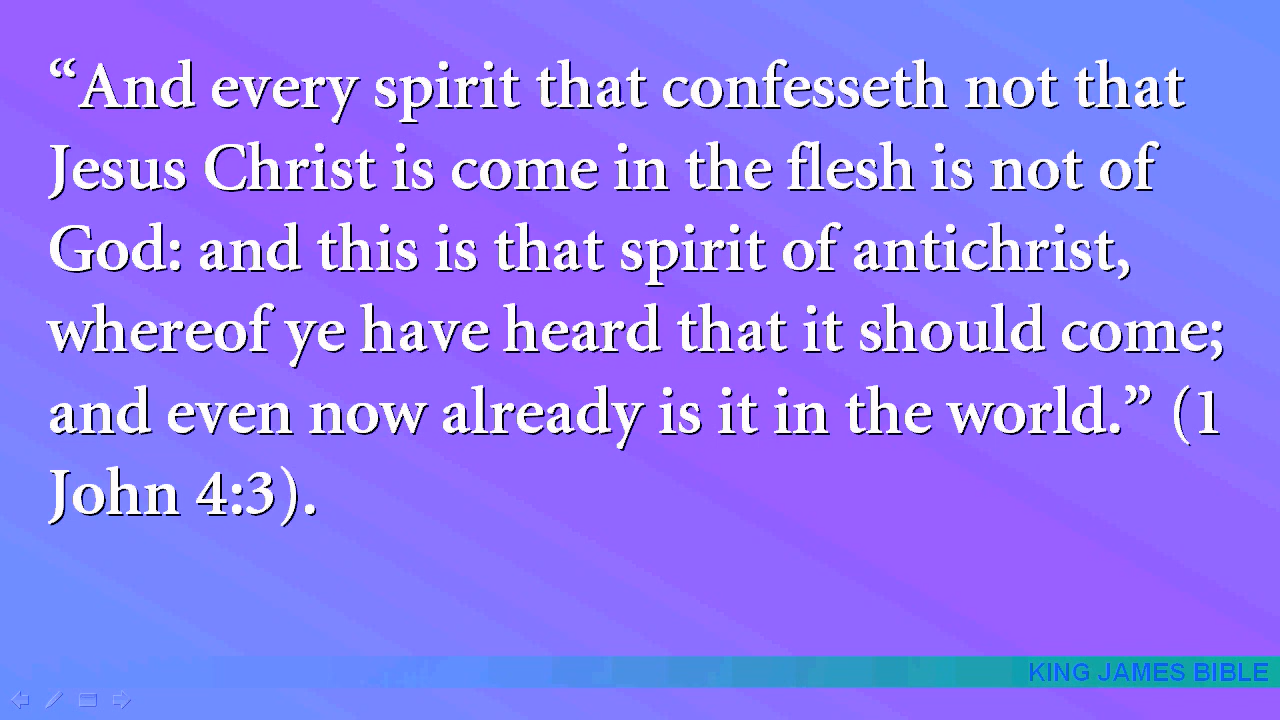 “And every spirit that confesseth not that
Jesus Christ is come in the flesh is not of
God: and this is that spirit of antichrist,
whereof ye have heard that it should come;
and even now already is it in the world.” (1
John 4:3).
KING JAMES BIBLE